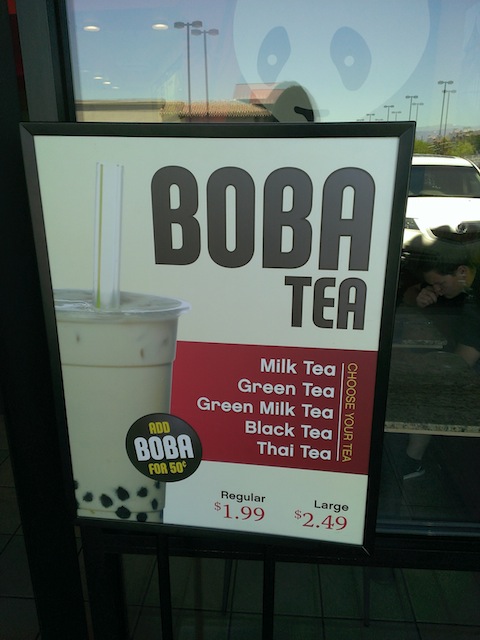 BOBA
TEA
Milk Tea
Green Tea
Green Milk Tea
Black Tea
Thai Tea
CHOOSE YOUR TEA
ADD
BOBA
FOR 50¢
Regular
$1.99
Large
$2.49